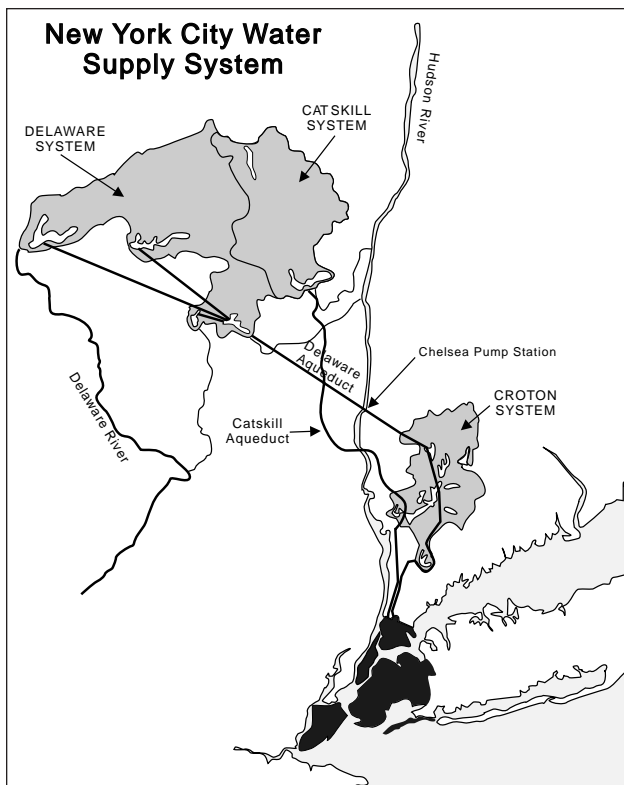 New York City Water
Supply System
Hudson River
CATSKILL
SYSTEM
DELAWARE
SYSTEM
Delaware
Aqueduct
Chelsea Pump Station
CROTON
SYSTEM
Catskill
Aqueduct
Delaware River